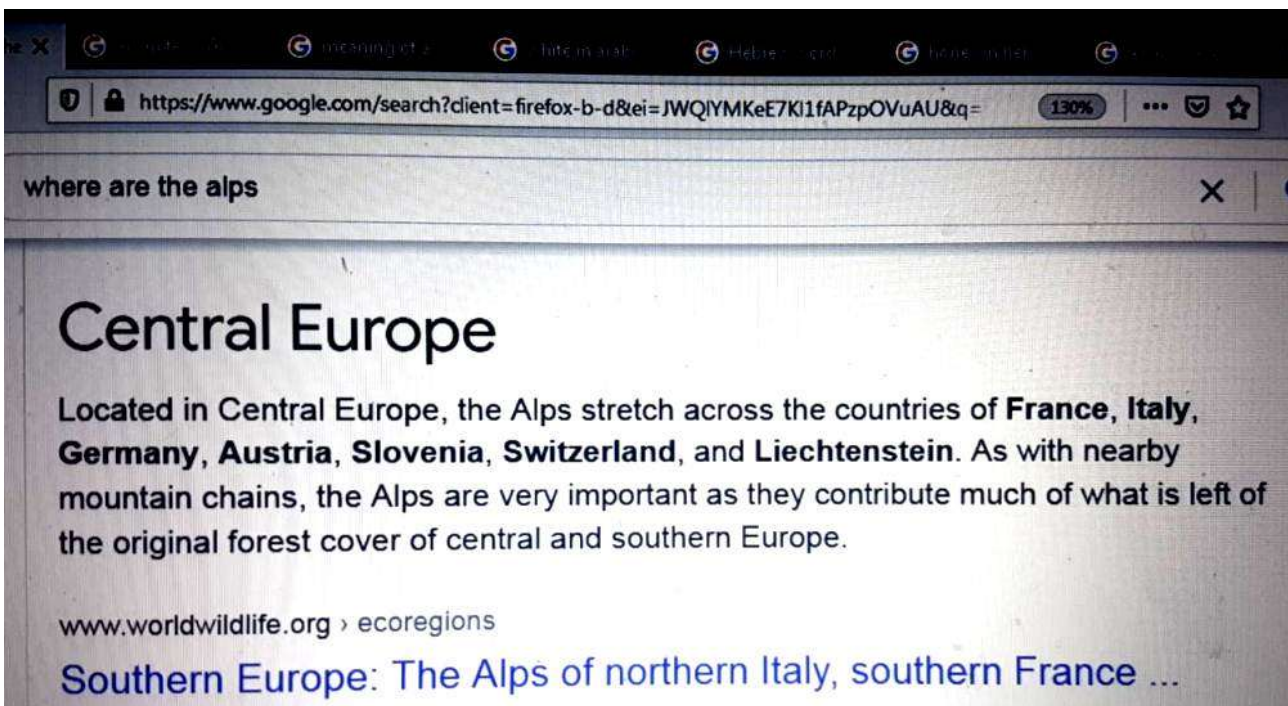 meaning of a
https://www.google.com/search?client=firefox-b-d&ei=JWQlYMKeE7Kl1fAPzpOVuAU&q= 130%
where are the alps
Central Europe
Located in Central Europe, the Alps stretch across the countries of France, Italy,
Germany, Austria, Slovenia, Switzerland, and Liechtenstein. As with nearby
mountain chains, the Alps are very important as they contribute much of what is left of
the original forest cover of central and southern Europe.
www.worldwildlife.org › ecoregions
Southern Europe: The Alps of northern Italy, southern France ...